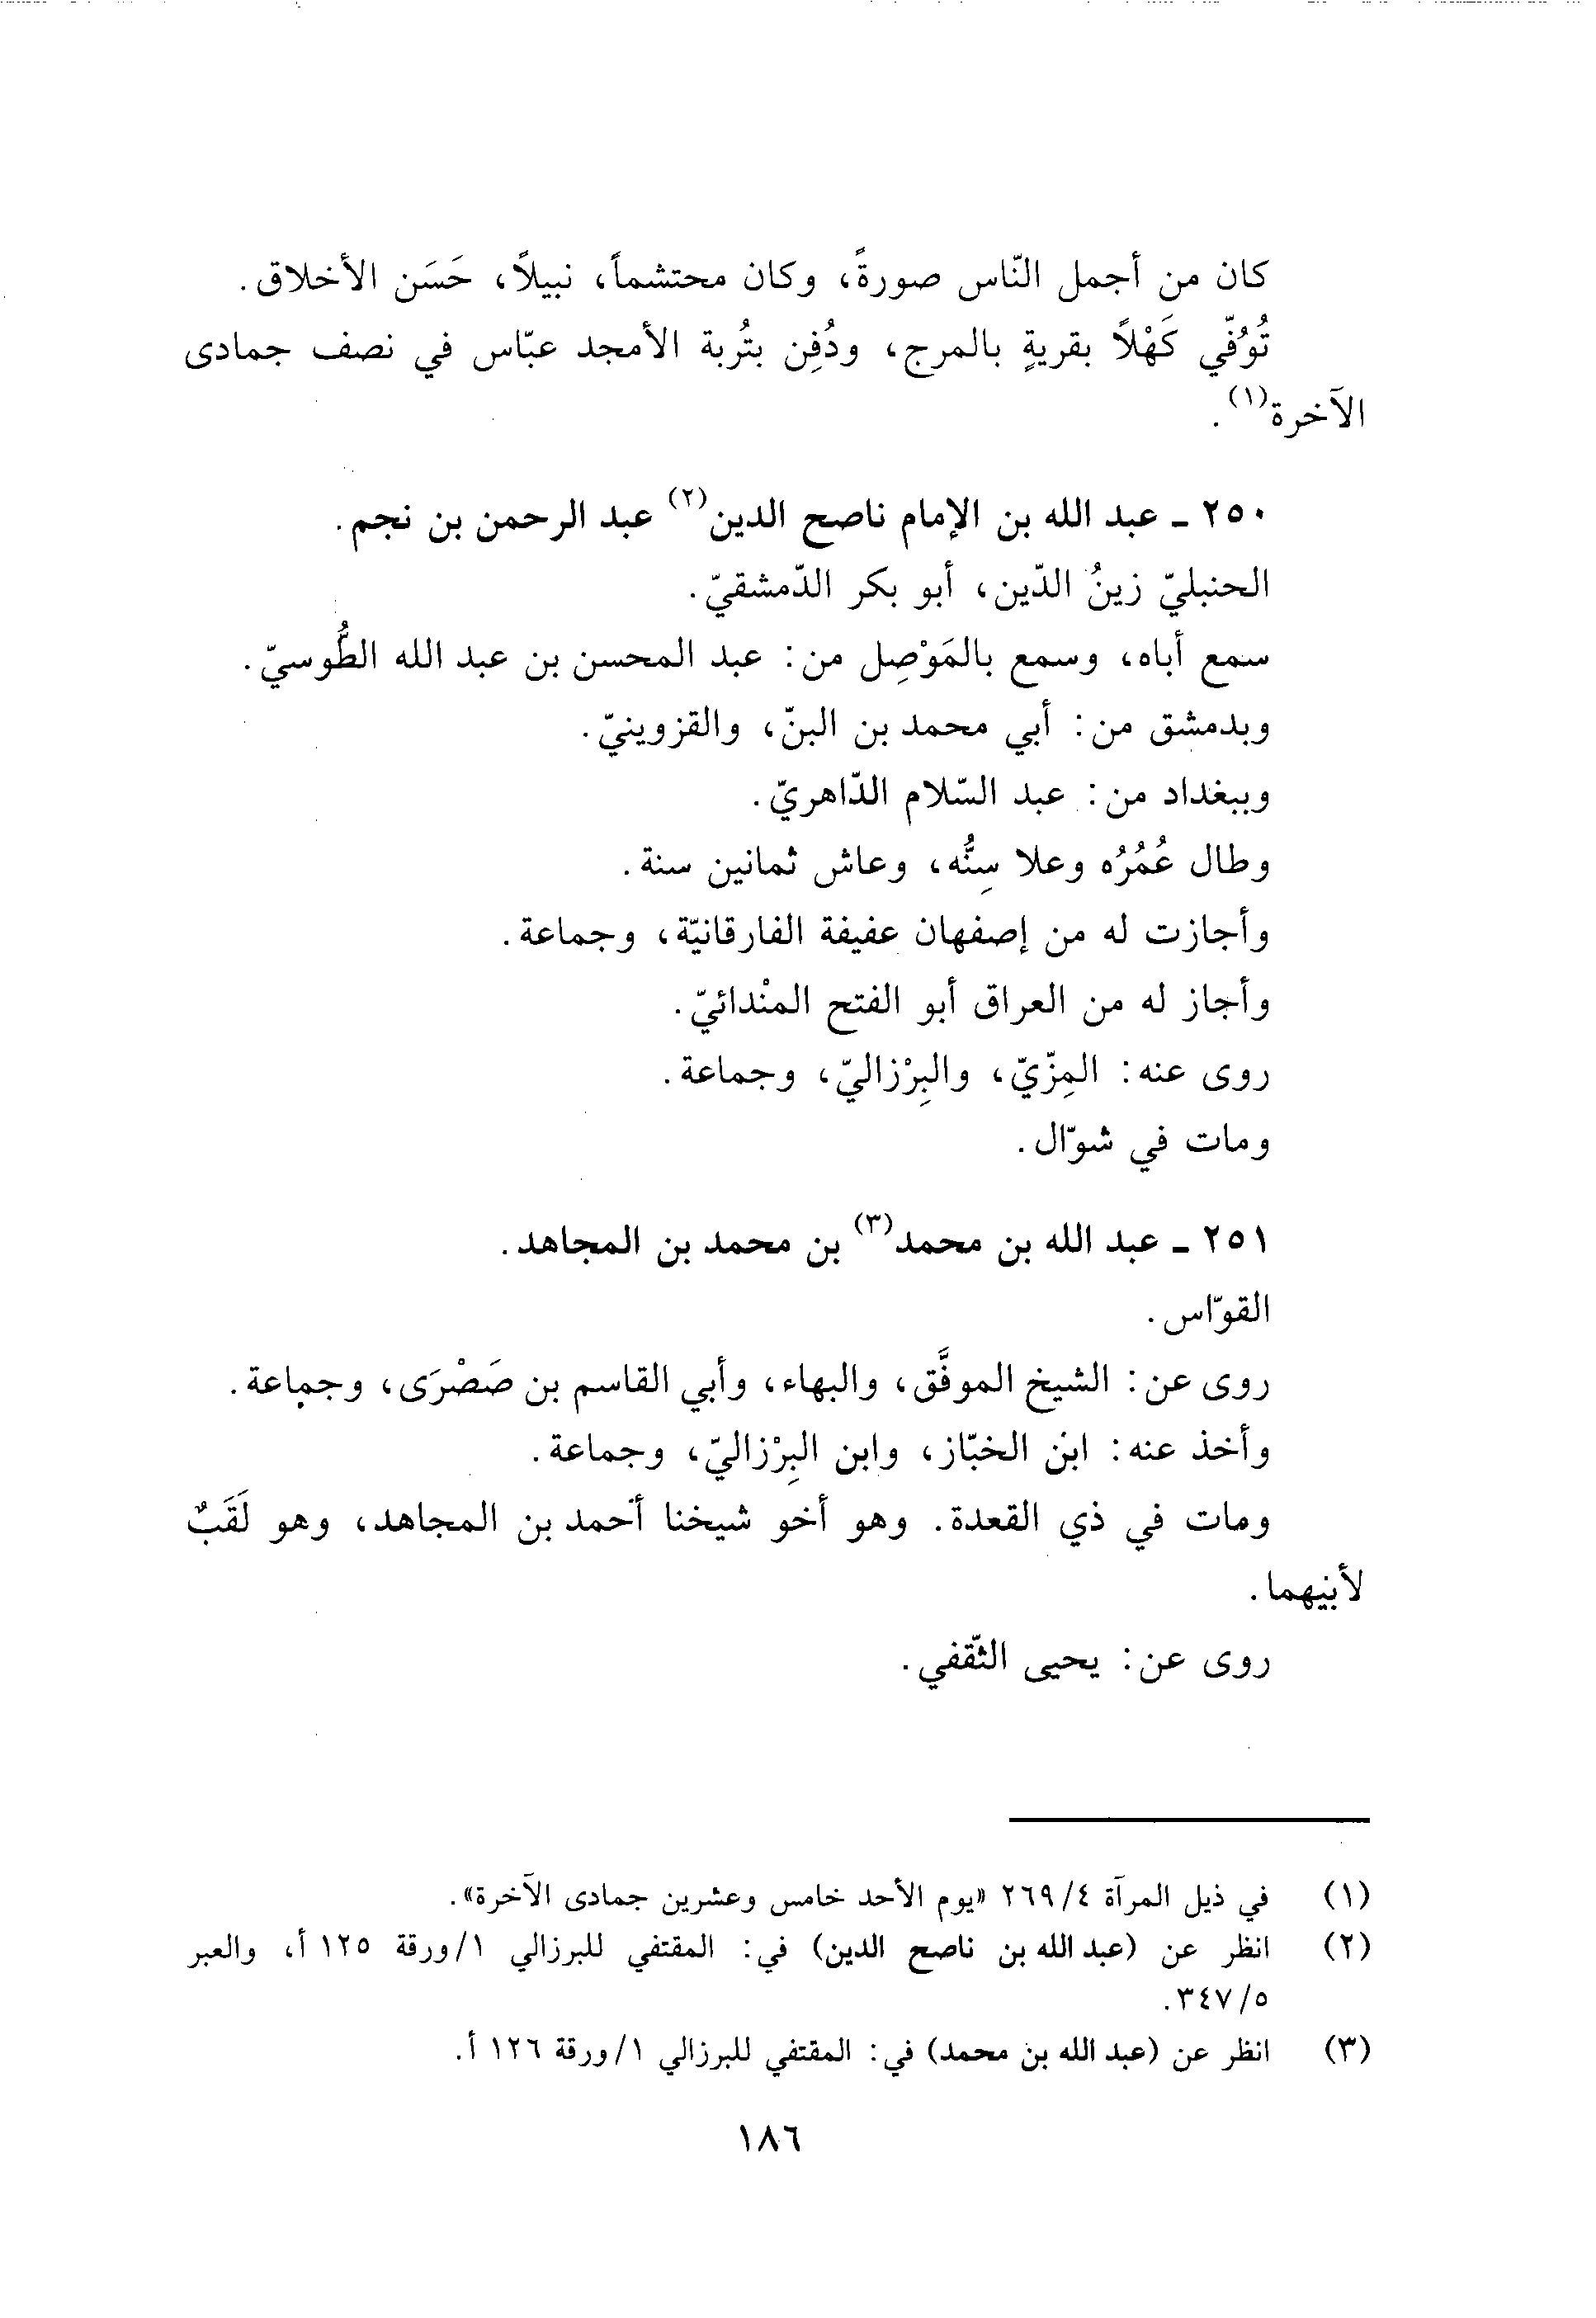 كان من أجمل النّاس صورةً، وكان محتشماً، نبيلاً، حَسَن الأخلاق.
تُوُفّي كَهْلاً بقريةٍ بالمرج، ودُفِن بتُربة الأمجد عبّاس في نصف جمادى
الآخرة(١).
٢٥٠ ـ عبد الله بن الإمام ناصح الدين(٢) عبد الرحمن بن نجم.
الحنبليّ زينُ الدّين، أبو بكر الدّمشقيّ.
سمع أباه، وسمع بالمَوْصِل من: عبد المحسن بن عبد الله الطُّوسيّ.
وبدمشق من: أبي محمد بن البنّ، والقزوينيّ.
وببغداد من: عبد السّلام الدّاهريّ.
وطال عُمُرُه وعلا سِنُّه، وعاش ثمانين سنة.
وأجازت له من إصفهان عفيفة الفارقانيّة، وجماعة.
وأجاز له من العراق أبو الفتح المنْدائيّ.
روى عنه: المِزّيّ، والبِرْزاليّ، وجماعة.
ومات في شوّال.
٢٥١ ـ عبد الله بن محمد(٣) بن محمد بن المجاهد.
القوّاس.
روى عن: الشيخ الموفَّق، والبهاء، وأبي القاسم بن صَصْرَى، وجماعة.
وأخذ عنه: ابن الخبّاز، وابن البِرْزاليّ، وجماعة.
ومات في ذي القعدة. وهو أخو شيخنا أحمد بن المجاهد، وهو لَقَبٌ
لأبيهما.
روى عن: يحيى الثّقفي.
(١) في ذيل المرآة ٤/٢٦٩ «يوم الأحد خامس وعشرين جمادى الآخرة».
(٢) انظر عن (عبد الله بن ناصح الدين) في: المقتفي للبرزالي ١/ورقة ١٢٥ أ، والعبر
٥/٣٤٧.
(٣) انظر عن (عبد الله بن محمد) في: المقتفي للبرزالي ١/ورقة ١٢٦ أ.
١٨٦